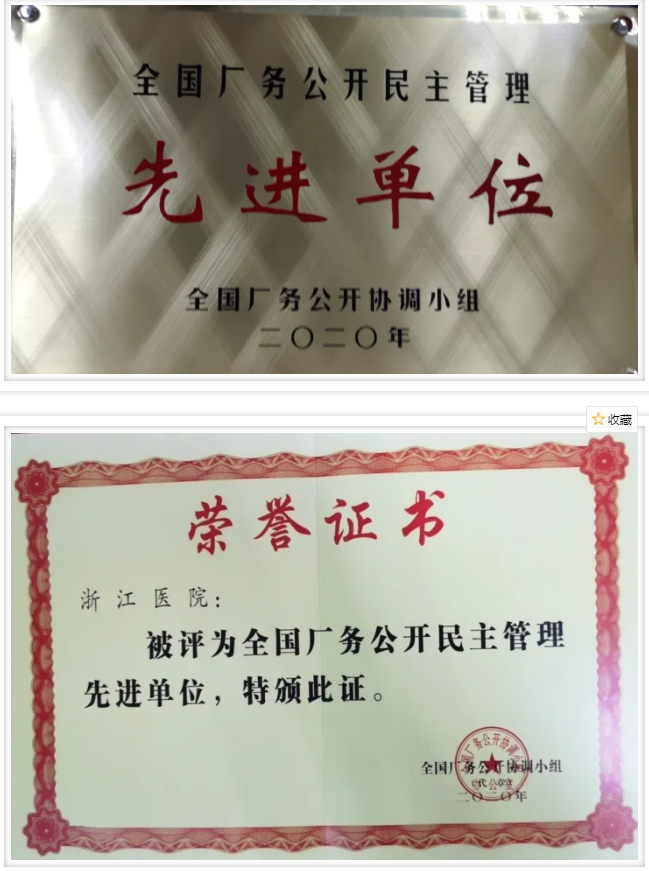 全国厂务公开民主管理
先进单位
全国厂务公开协调小组
二〇二〇年
收藏
荣誉证书
浙江医院：
被评为全国厂务公开民主管理
先进单位，特颁此证。
全国厂务公开协调小组
二〇二〇年